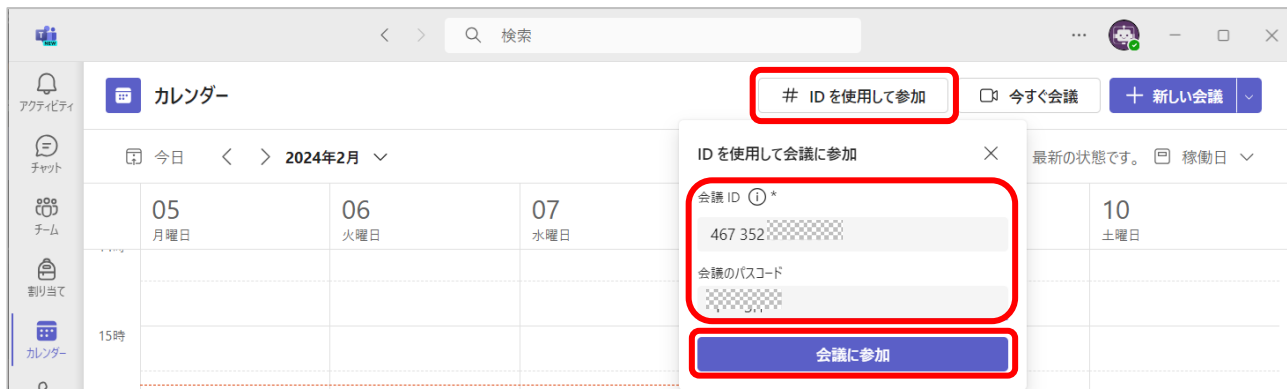 NEW
検索
アクティビティ
カレンダー
# ID を使用して参加
今すぐ会議
新しい会議
チャット
今日
2024年2月
ID を使用して会議に参加
最新の状態です。
稼働日
チーム
05
月曜日
06
火曜日
07
水曜日
会議 ID *
10
土曜日
467 352
割り当て
会議のパスコード
15時
カレンダー
会議に参加